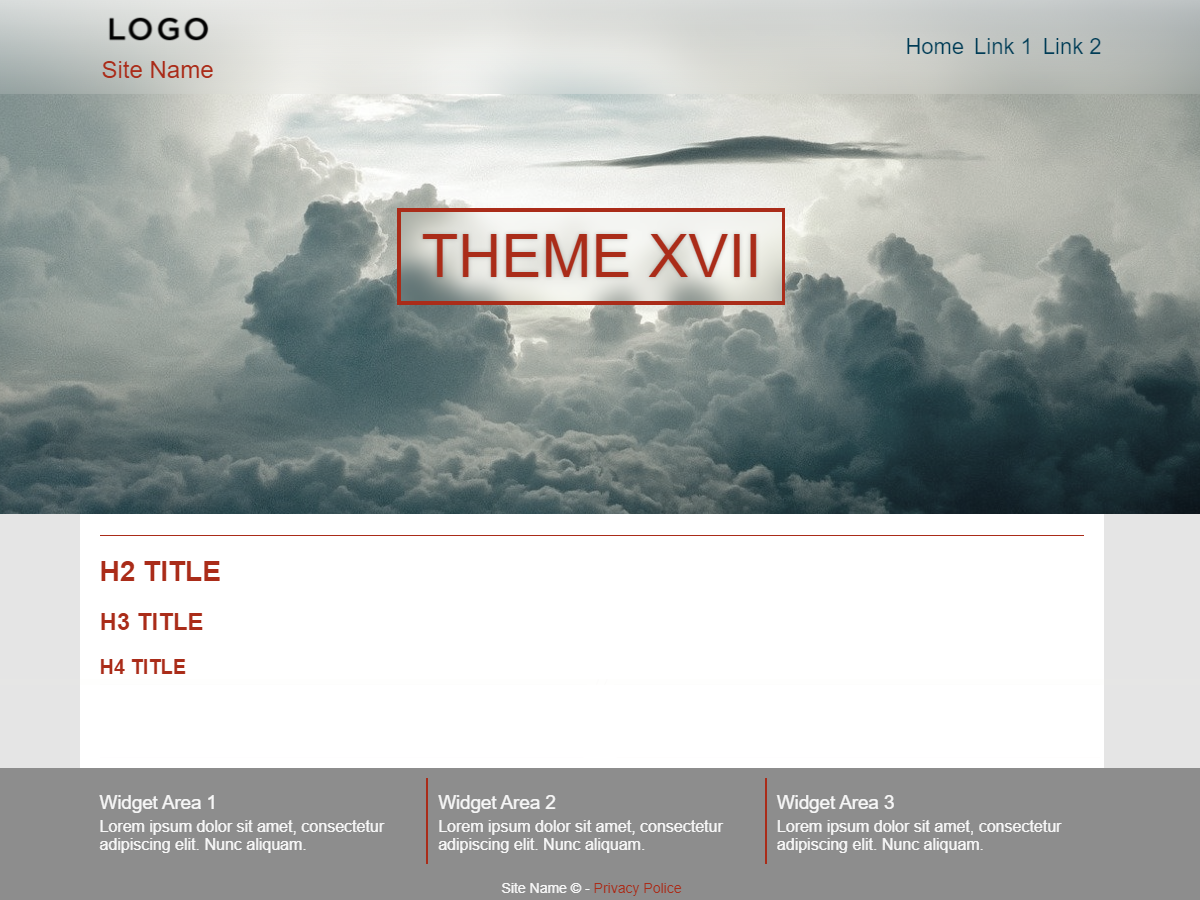 LOGO
Site Name
Home Link 1 Link 2
THEME XVII
H2 TITLE
H3 TITLE
H4 TITLE
Widget Area 1
Lorem ipsum dolor sit amet, consectetur
adipiscing elit. Nunc aliquam.
Widget Area 2
Lorem ipsum dolor sit amet, consectetur
adipiscing elit. Nunc aliquam.
Widget Area 3
Lorem ipsum dolor sit amet, consectetur
adipiscing elit. Nunc aliquam.
Site Name © - Privacy Police